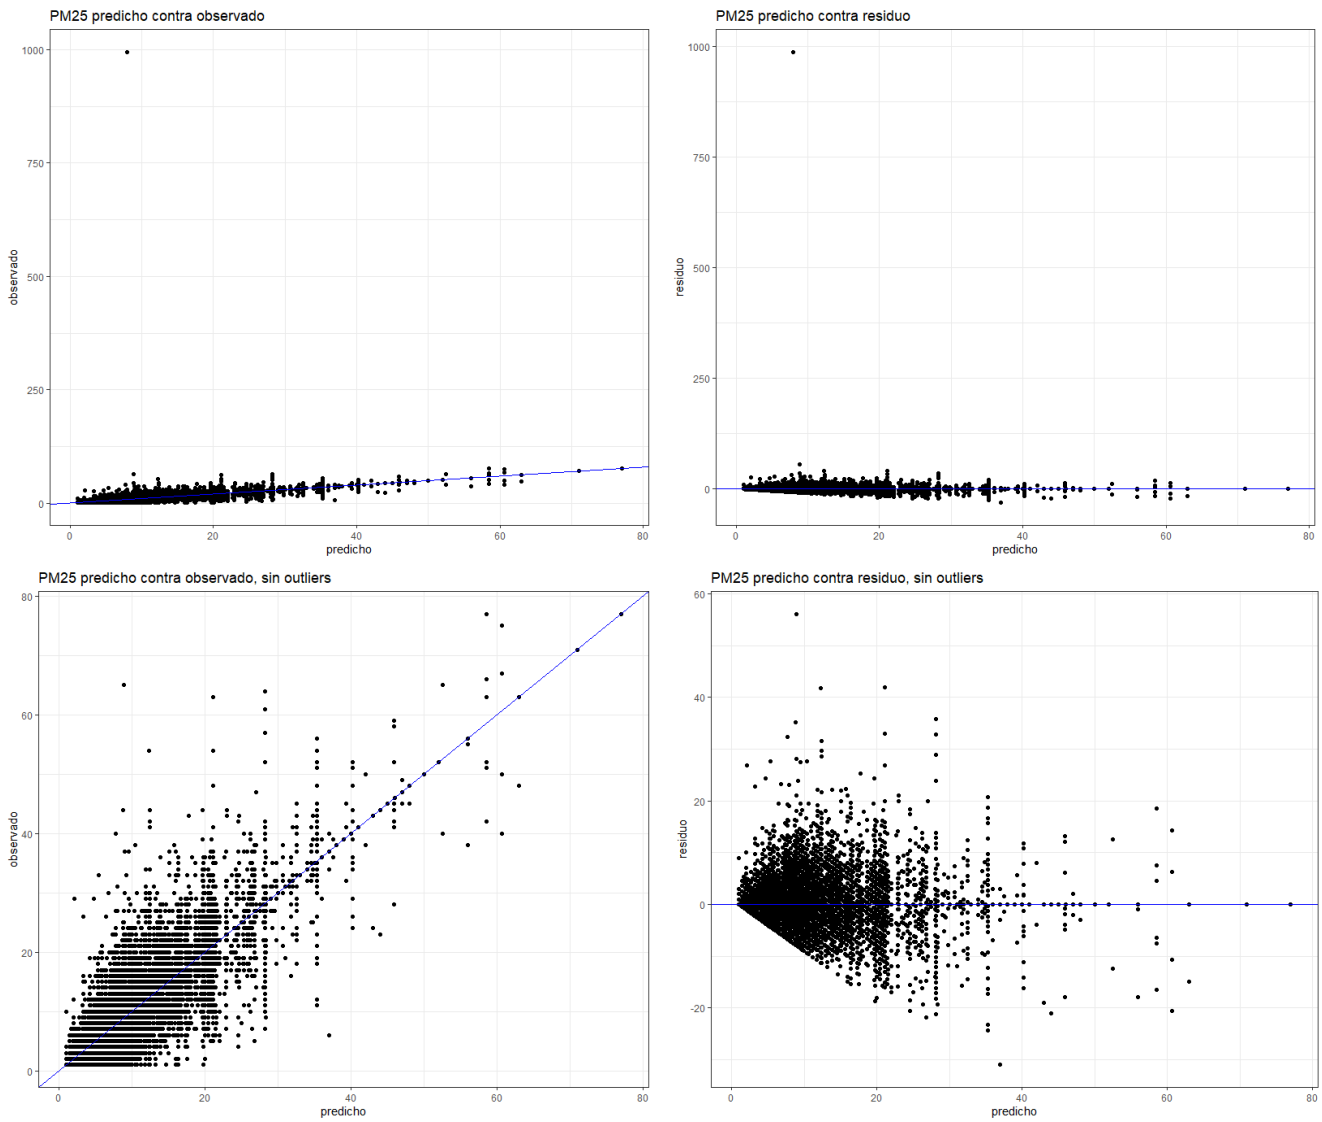 PM25 predicho contra observado
1000
750
500
250
0
observado
0 20 40 60 80
predicho
PM25 predicho contra residuo
1000
750
500
250
0
residuo
0 20 40 60 80
predicho
PM25 predicho contra observado, sin outliers
80
60
40
20
0
observado
0 20 40 60 80
predicho
PM25 predicho contra residuo, sin outliers
60
40
20
0
-20
residuo
0 20 40 60 80
predicho